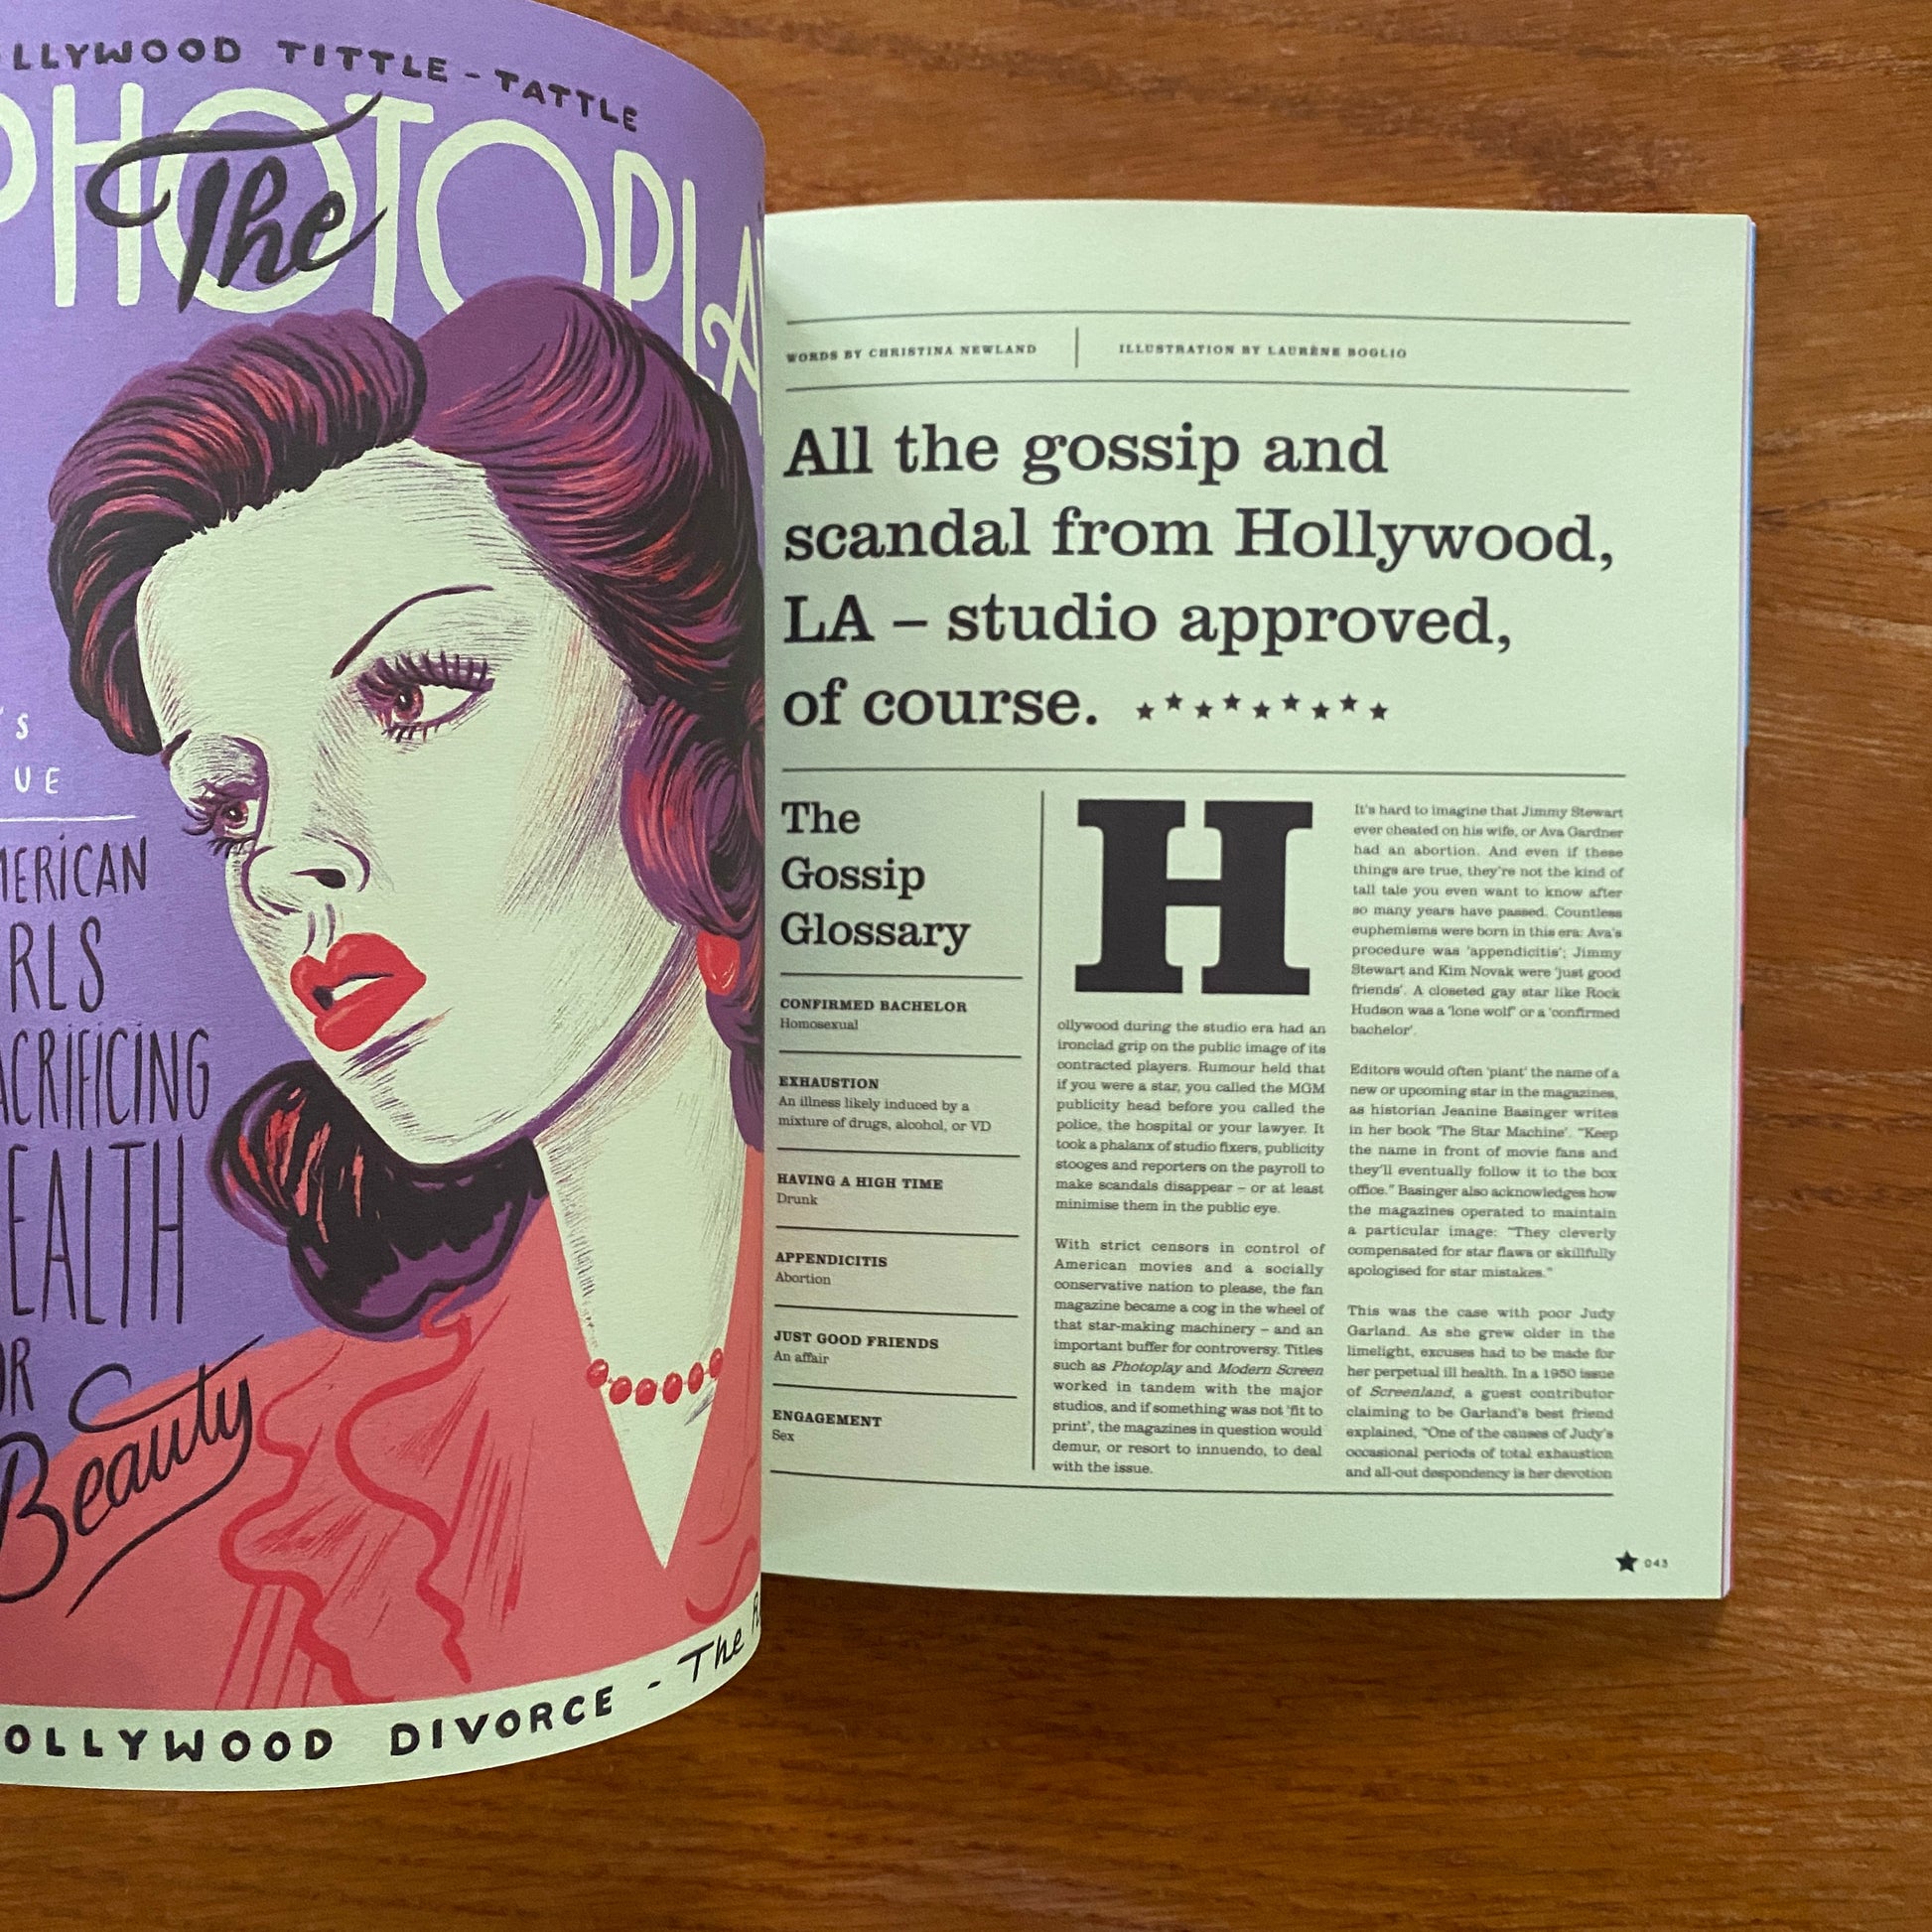 HOLLYWOOD TITTLE-TATTLE
PHOTOPLAY
The
S
UE
AMERICAN
GIRLS
SACRIFICING
HEALTH
FOR
Beauty
HOLLYWOOD DIVORCE - The
WORDS BY CHRISTINA NEWLAND
ILLUSTRATION BY LAURÈNE BOGLIO
All the gossip and
scandal from Hollywood,
LA – studio approved,
of course. ★★★★★★★★★
The
Gossip
Glossary
CONFIRMED BACHELOR
Homosexual
EXHAUSTION
An illness likely induced by a
mixture of drugs, alcohol, or VD
HAVING A HIGH TIME
Drunk
APPENDICITIS
Abortion
JUST GOOD FRIENDS
An affair
ENGAGEMENT
Sex
H
ollywood during the studio era had an
ironclad grip on the public image of its
contracted players. Rumour held that
if you were a star, you called the MGM
publicity head before you called the
police, the hospital or your lawyer. It
took a phalanx of studio fixers, publicity
stooges and reporters on the payroll to
make scandals disappear – or at least
minimise them in the public eye.
With strict censors in control of
American movies and a socially
conservative nation to please, the fan
magazine became a cog in the wheel of
that star-making machinery – and an
important buffer for controversy. Titles
such as Photoplay and Modern Screen
worked in tandem with the major
studios, and if something was not 'fit to
print', the magazines in question would
demur, or resort to innuendo, to deal
with the issue.
It's hard to imagine that Jimmy Stewart
ever cheated on his wife, or Ava Gardner
had an abortion. And even if these
things are true, they're not the kind of
tall tale you even want to know after
so many years have passed. Countless
euphemisms were born in this era: Ava's
procedure was 'appendicitis'; Jimmy
Stewart and Kim Novak were 'just good
friends'. A closeted gay star like Rock
Hudson was a 'lone wolf' or a 'confirmed
bachelor'.
Editors would often 'plant' the name of a
new or upcoming star in the magazines,
as historian Jeanine Basinger writes
in her book 'The Star Machine'. "Keep
the name in front of movie fans and
they'll eventually follow it to the box
office." Basinger also acknowledges how
the magazines operated to maintain
a particular image: "They cleverly
compensated for star flaws or skillfully
apologised for star mistakes."
This was the case with poor Judy
Garland. As she grew older in the
limelight, excuses had to be made for
her perpetual ill health. In a 1950 issue
of Screenland, a guest contributor
claiming to be Garland's best friend
explained, "One of the causes of Judy's
occasional periods of total exhaustion
and all-out despondency is her devotion
★ 043